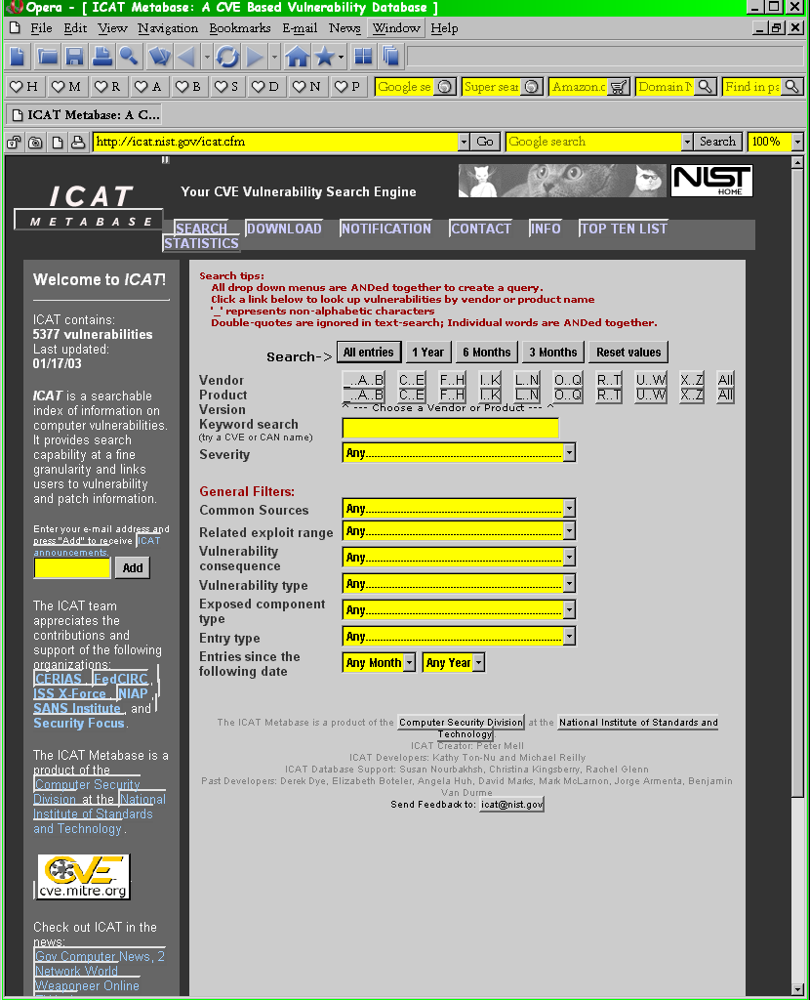 Opera - [ ICAT Metabase: A CVE Based Vulnerability Database ]
File Edit View Navigation Bookmarks E-mail News Window Help
H M R A B S D N P Google se Super sear Amazon.c Domain N Find in pa
ICAT Metabase: A C...
http://icat.nist.gov/icat.cfm Go Google search Search 100%
ICAT
METABASE
Your CVE Vulnerability Search Engine
NIST
HOME
SEARCH DOWNLOAD NOTIFICATION CONTACT INFO TOP TEN LIST
STATISTICS
Welcome to ICAT!
ICAT contains:
5377 vulnerabilities
Last updated:
01/17/03
ICAT is a searchable
index of information on
computer vulnerabilities.
It provides search
capability at a fine
granularity and links
users to vulnerability
and patch information.
Enter your e-mail address and
press "Add" to receive ICAT
announcements.
Add
The ICAT team
appreciates the
contributions and
support of the following
organizations:
CERIAS, FedCIRC,
ISS X-Force, NIAP,
SANS Institute, and
Security Focus.
The ICAT Metabase is a
product of the
Computer Security
Division at the National
Institute of Standards
and Technology.
CVE
cve.mitre.org
Check out ICAT in the
news:
Gov Computer News, 2
Network World
Weaponeer Online
Search tips:
All drop down menus are ANDed together to create a query.
Click a link below to look up vulnerabilities by vendor or product name
'_' represents non-alphabetic characters
Double-quotes are ignored in text-search; Individual words are ANDed together.
Search-> All entries 1 Year 6 Months 3 Months Reset values
Vendor _..A..B C..E F..H I..K L..N O..Q R..T U..W X..Z All
Product _..A..B C..E F..H I..K L..N O..Q R..T U..W X..Z All
Version ^ --- Choose a Vendor or Product --- ^
Keyword search
(try a CVE or CAN name)
Severity Any
General Filters:
Common Sources Any
Related exploit range Any
Vulnerability
consequence Any
Vulnerability type Any
Exposed component
type Any
Entry type Any
Entries since the
following date Any Month Any Year
The ICAT Metabase is a product of the Computer Security Division at the National Institute of Standards and
Technology.
ICAT Creator: Peter Mell
ICAT Developers: Kathy Ton-Nu and Michael Reilly
ICAT Database Support: Susan Nourbakhsh, Christina Kingsberry, Rachel Glenn
Past Developers: Derek Dye, Elizabeth Boteler, Angela Huh, David Marks, Mark McLarnon, Jorge Armenta, Benjamin
Van Durme
Send Feedback to: icat@nist.gov